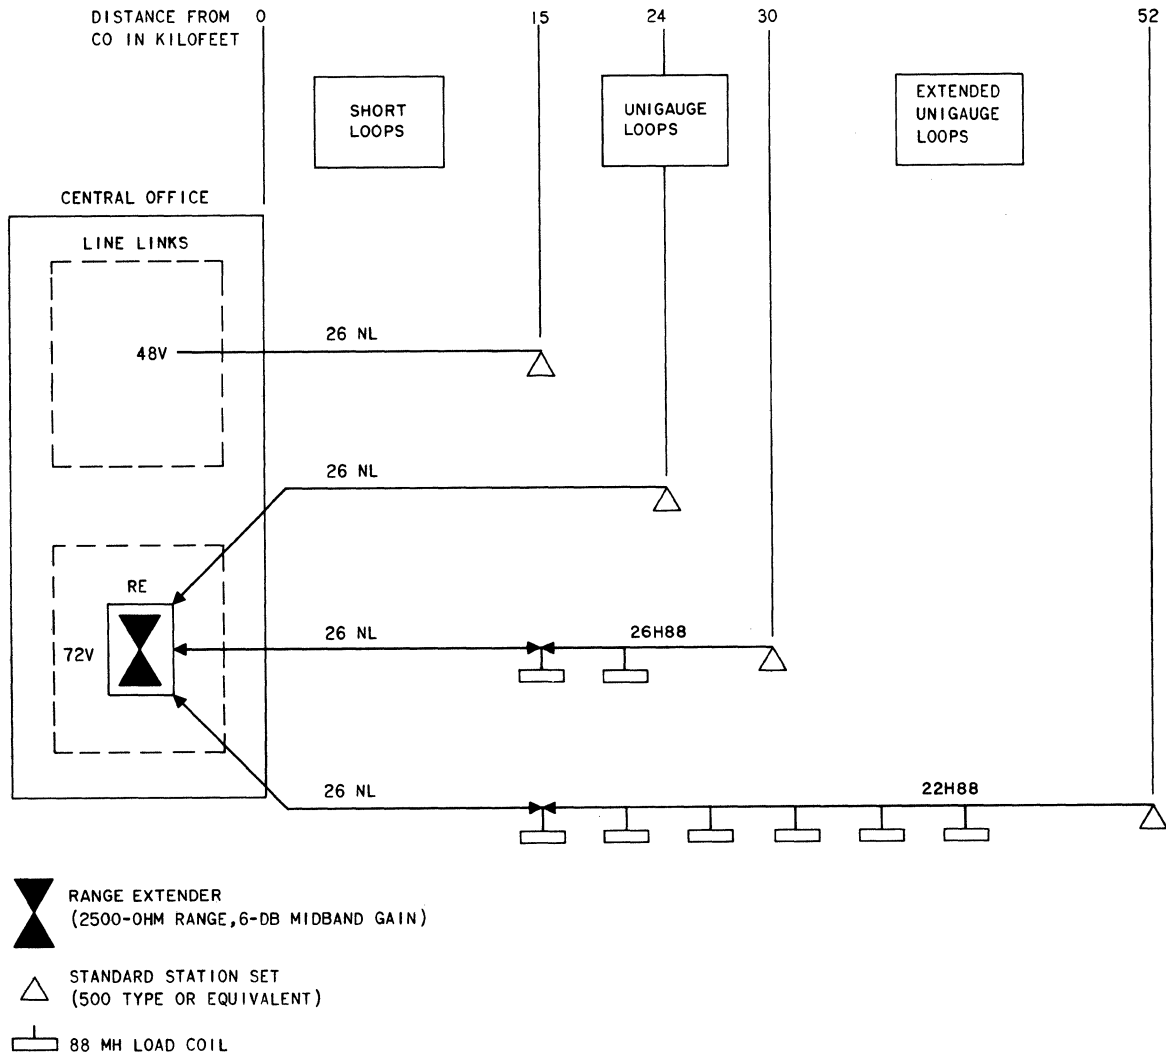 DISTANCE FROM
CO IN KILOFEET
0
15
24
30
52
SHORT
LOOPS
UNIGAUGE
LOOPS
EXTENDED
UNIGAUGE
LOOPS
CENTRAL OFFICE
LINE LINKS
26 NL
48V
26 NL
RE
72V
26 NL
26H88
26 NL
22H88
RANGE EXTENDER
(2500-OHM RANGE, 6-DB MIDBAND GAIN)
STANDARD STATION SET
(500 TYPE OR EQUIVALENT)
88 MH LOAD COIL